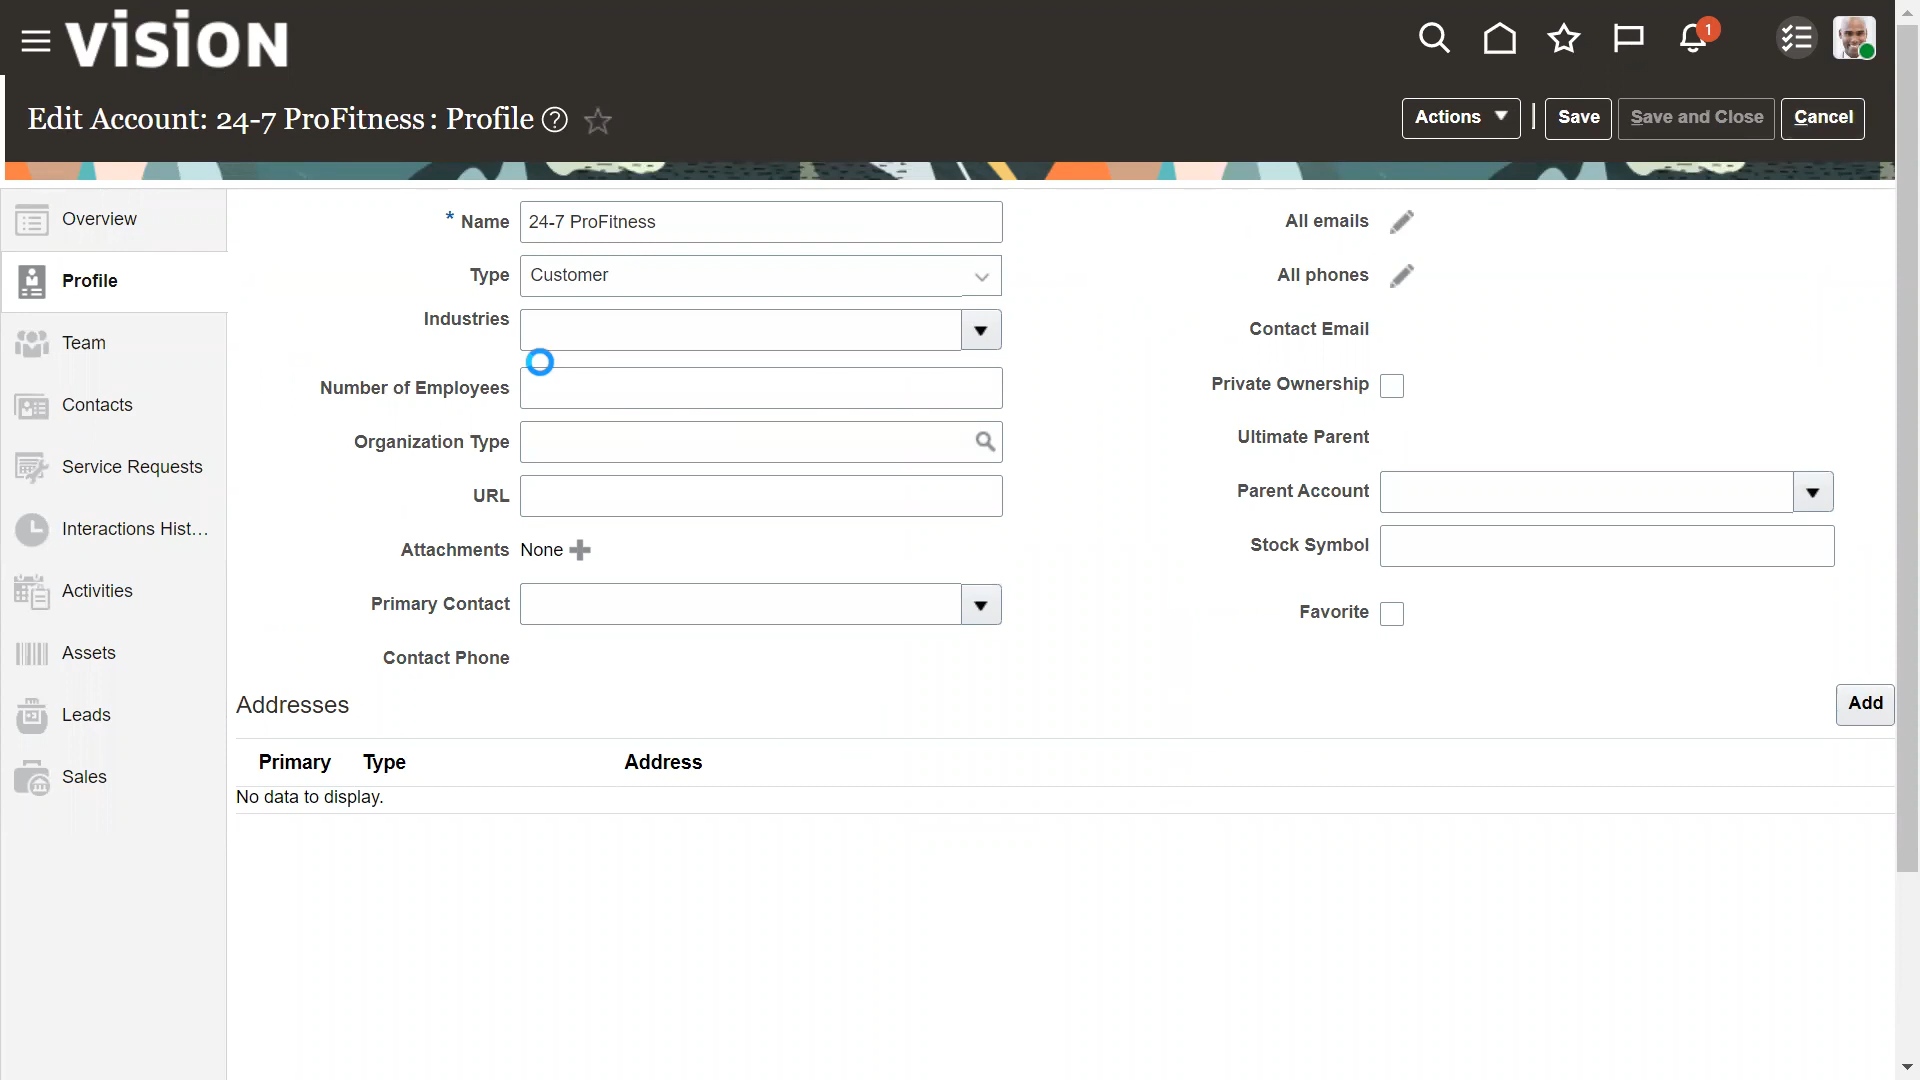 vision
1
Edit Account: 24-7 ProFitness : Profile ?
Actions
Save
Save and Close
Cancel
Overview
Profile
Team
Contacts
Service Requests
Interactions Hist...
Activities
Assets
Leads
Sales
* Name 24-7 ProFitness
Type Customer
Industries
Number of Employees
Organization Type
URL
Attachments None
Primary Contact
Contact Phone
All emails
All phones
Contact Email
Private Ownership
Ultimate Parent
Parent Account
Stock Symbol
Favorite
Addresses
Add
Primary Type Address
No data to display.